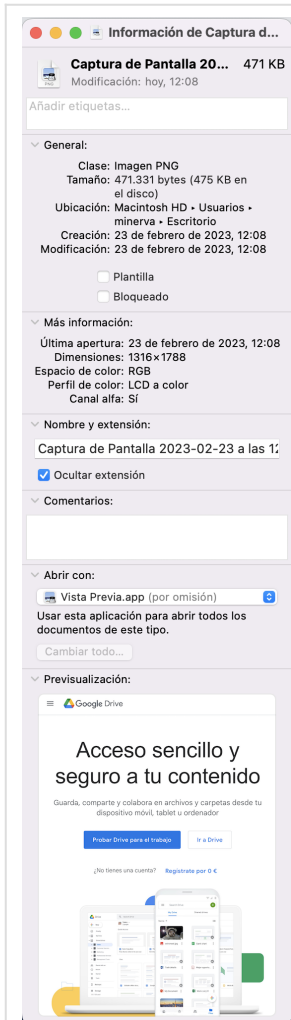 Información de Captura d...
Captura de Pantalla 20... 471 KB
Modificación: hoy, 12:08
Añadir etiquetas...
General:
Clase: Imagen PNG
Tamaño: 471.331 bytes (475 KB en
el disco)
Ubicación: Macintosh HD ▸ Usuarios ▸
minerva ▸ Escritorio
Creación: 23 de febrero de 2023, 12:08
Modificación: 23 de febrero de 2023, 12:08
Plantilla
Bloqueado
Más información:
Última apertura: 23 de febrero de 2023, 12:08
Dimensiones: 1316×1788
Espacio de color: RGB
Perfil de color: LCD a color
Canal alfa: Sí
Nombre y extensión:
Captura de Pantalla 2023-02-23 a las 12
Ocultar extensión
Comentarios:
Abrir con:
Vista Previa.app (por omisión)
Usar esta aplicación para abrir todos los
documentos de este tipo.
Cambiar todo...
Previsualización:
Google Drive
Acceso sencillo y
seguro a tu contenido
Guarda, comparte y colabora en archivos y carpetas desde tu
dispositivo móvil, tablet u ordenador
Probar Drive para el trabajo Ir a Drive
¿No tienes una cuenta? Regístrate por 0 €